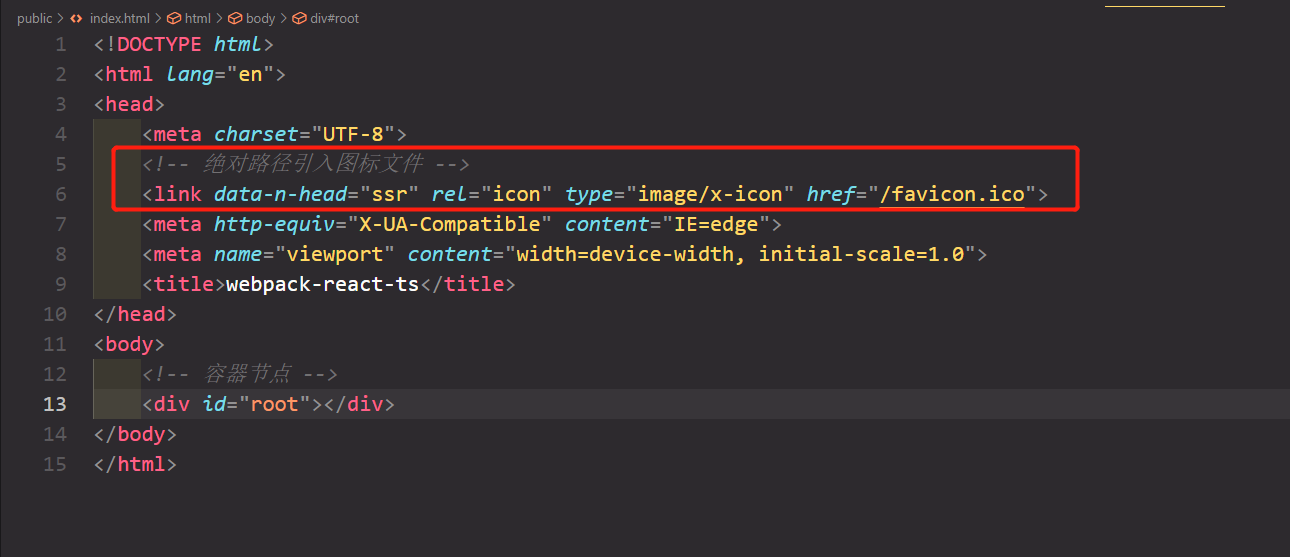 public > index.html > html > body > div#root
1 <!DOCTYPE html>
2 <html lang="en">
3 <head>
4 <meta charset="UTF-8">
5 <!-- 绝对路径引入图标文件 -->
6 <link data-n-head="ssr" rel="icon" type="image/x-icon" href="/favicon.ico">
7 <meta http-equiv="X-UA-Compatible" content="IE=edge">
8 <meta name="viewport" content="width=device-width, initial-scale=1.0">
9 <title>webpack-react-ts</title>
10 </head>
11 <body>
12 <!-- 容器节点 -->
13 <div id="root"></div>
14 </body>
15 </html>